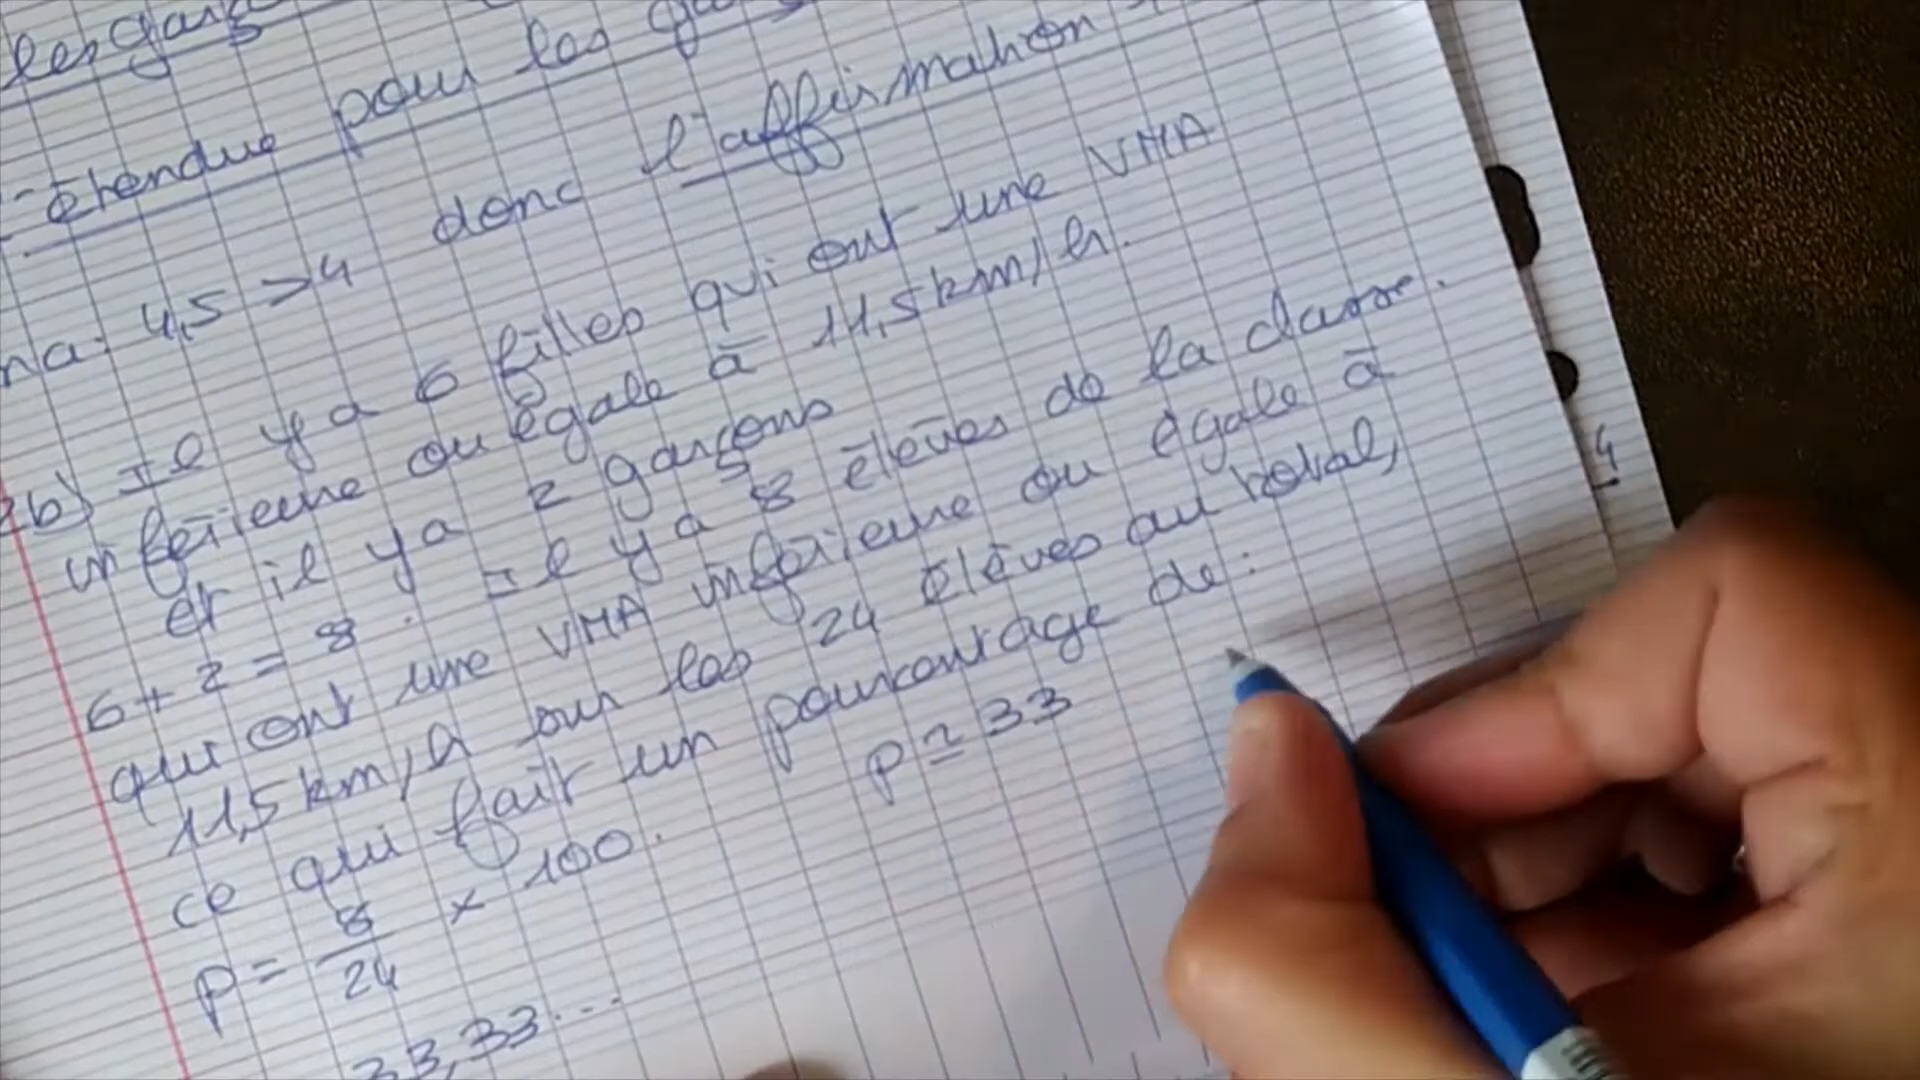 les garç
étendue pour les ga
na: 4,5 > 4 donc l'affirmation
2b) Il y a 6 filles qui ont une VMA
inférieure ou égale à 11,5 km/h.
et il y a 2 garçons
6 + 2 = 8. Il y a 8 élèves de la classe.
qui ont une VMA inférieure ou égale à
11,5 km/h sur les 24 élèves au total,
ce qui fait un pourcentage de:
P = 8/24 × 100. P ≃ 33
33,33...
4